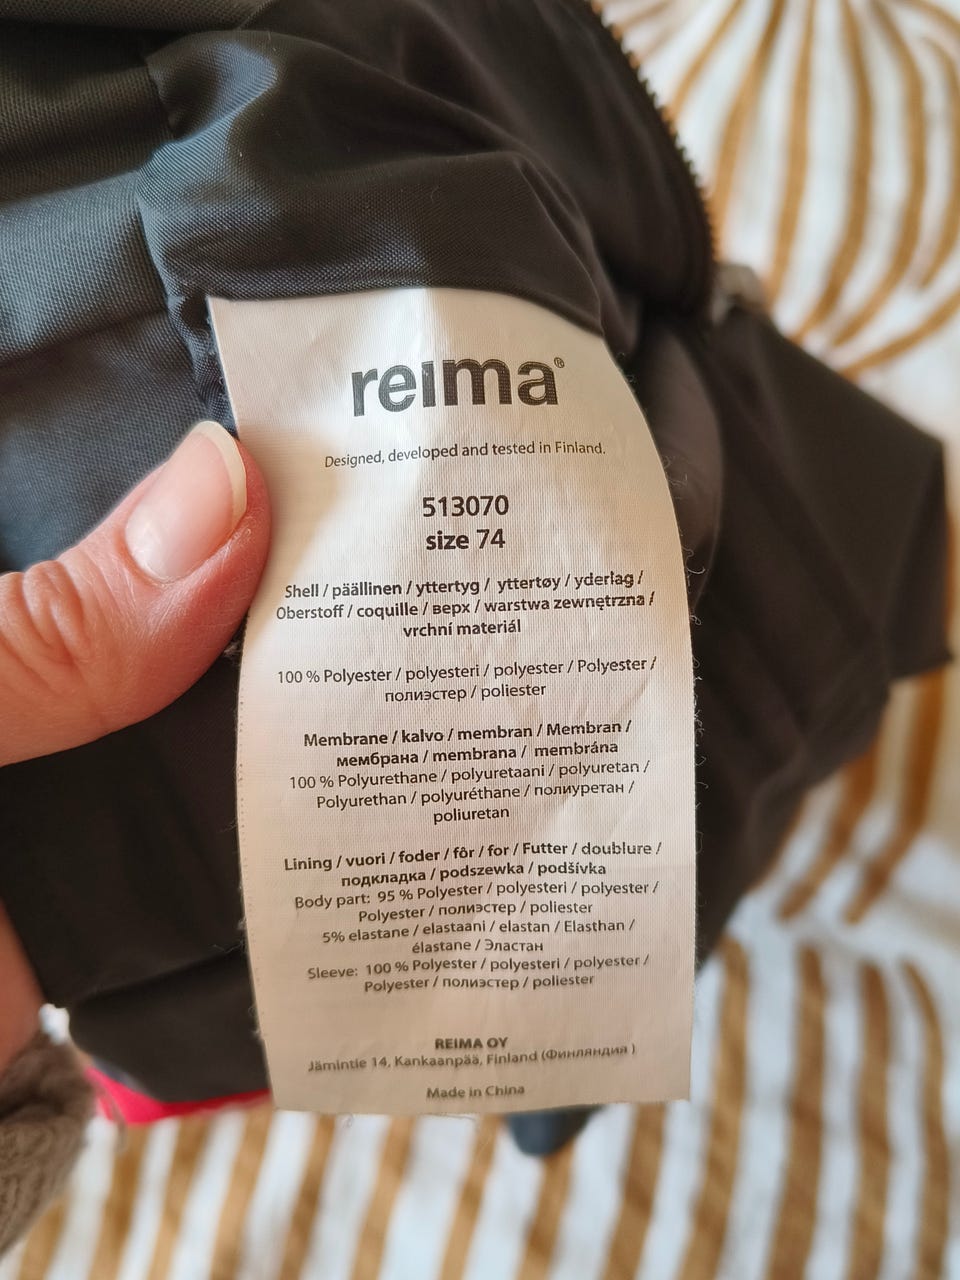 reima®
Designed, developed and tested in Finland.
513070
size 74
Shell / päällinen / yttertyg / yttertøy / yderlag /
Oberstoff / coquille / верх / warstwa zewnętrzna /
vrchní materiál
100 % Polyester / polyesteri / polyester / Polyester /
полиэстер / poliester
Membrane / kalvo / membran / Membran /
мембрана / membrana / membrána
100 % Polyurethane / polyuretaani / polyuretan /
Polyurethan / polyuréthane / полиуретан /
poliuretan
Lining / vuori / foder / fôr / for / Futter / doublure /
подкладка / podszewka / podšívka
Body part: 95 % Polyester / polyesteri / polyester /
Polyester / полиэстер / poliester
5% elastane / elastaani / elastan / Elasthan /
élastane / Эластан
Sleeve: 100 % Polyester / polyesteri / polyester /
Polyester / полиэстер / poliester
REIMA OY
Jämintie 14, Kankaanpää, Finland (Финляндия )
Made in China